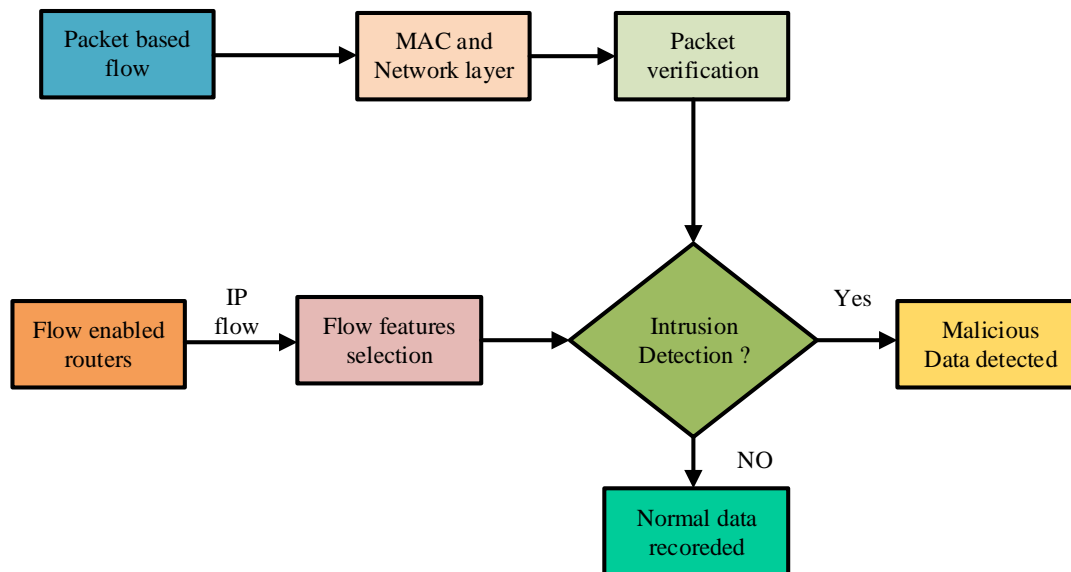 Packet based
flow
MAC and
Network layer
Packet
verification
Flow enabled
routers
IP
flow
Flow features
selection
Intrusion
Detection ?
Yes
Malicious
Data detected
NO
Normal data
recoreded